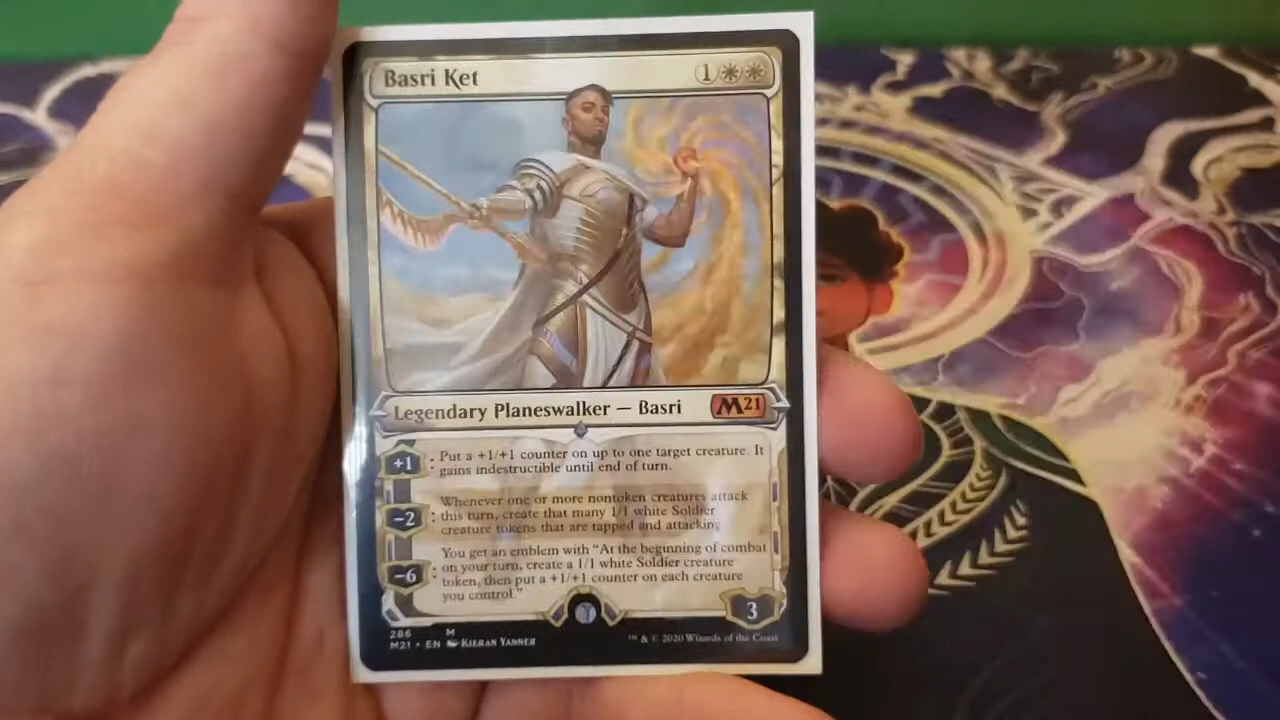 Basri Ket 1
Legendary Planeswalker — Basri M21
+1 : Put a +1/+1 counter on up to one target creature. It
gains indestructible until end of turn.
Whenever one or more nontoken creatures attack
-2 : this turn, create that many 1/1 white Soldier
creature tokens that are tapped and attacking
You get an emblem with “At the beginning of combat
-6 : on your turn, create a 1/1 white Soldier creature
token, then put a +1/+1 counter on each creature
you control.”
3
286 M
M21 • EN Kieran Yanner ™ & © 2020 Wizards of the Coast